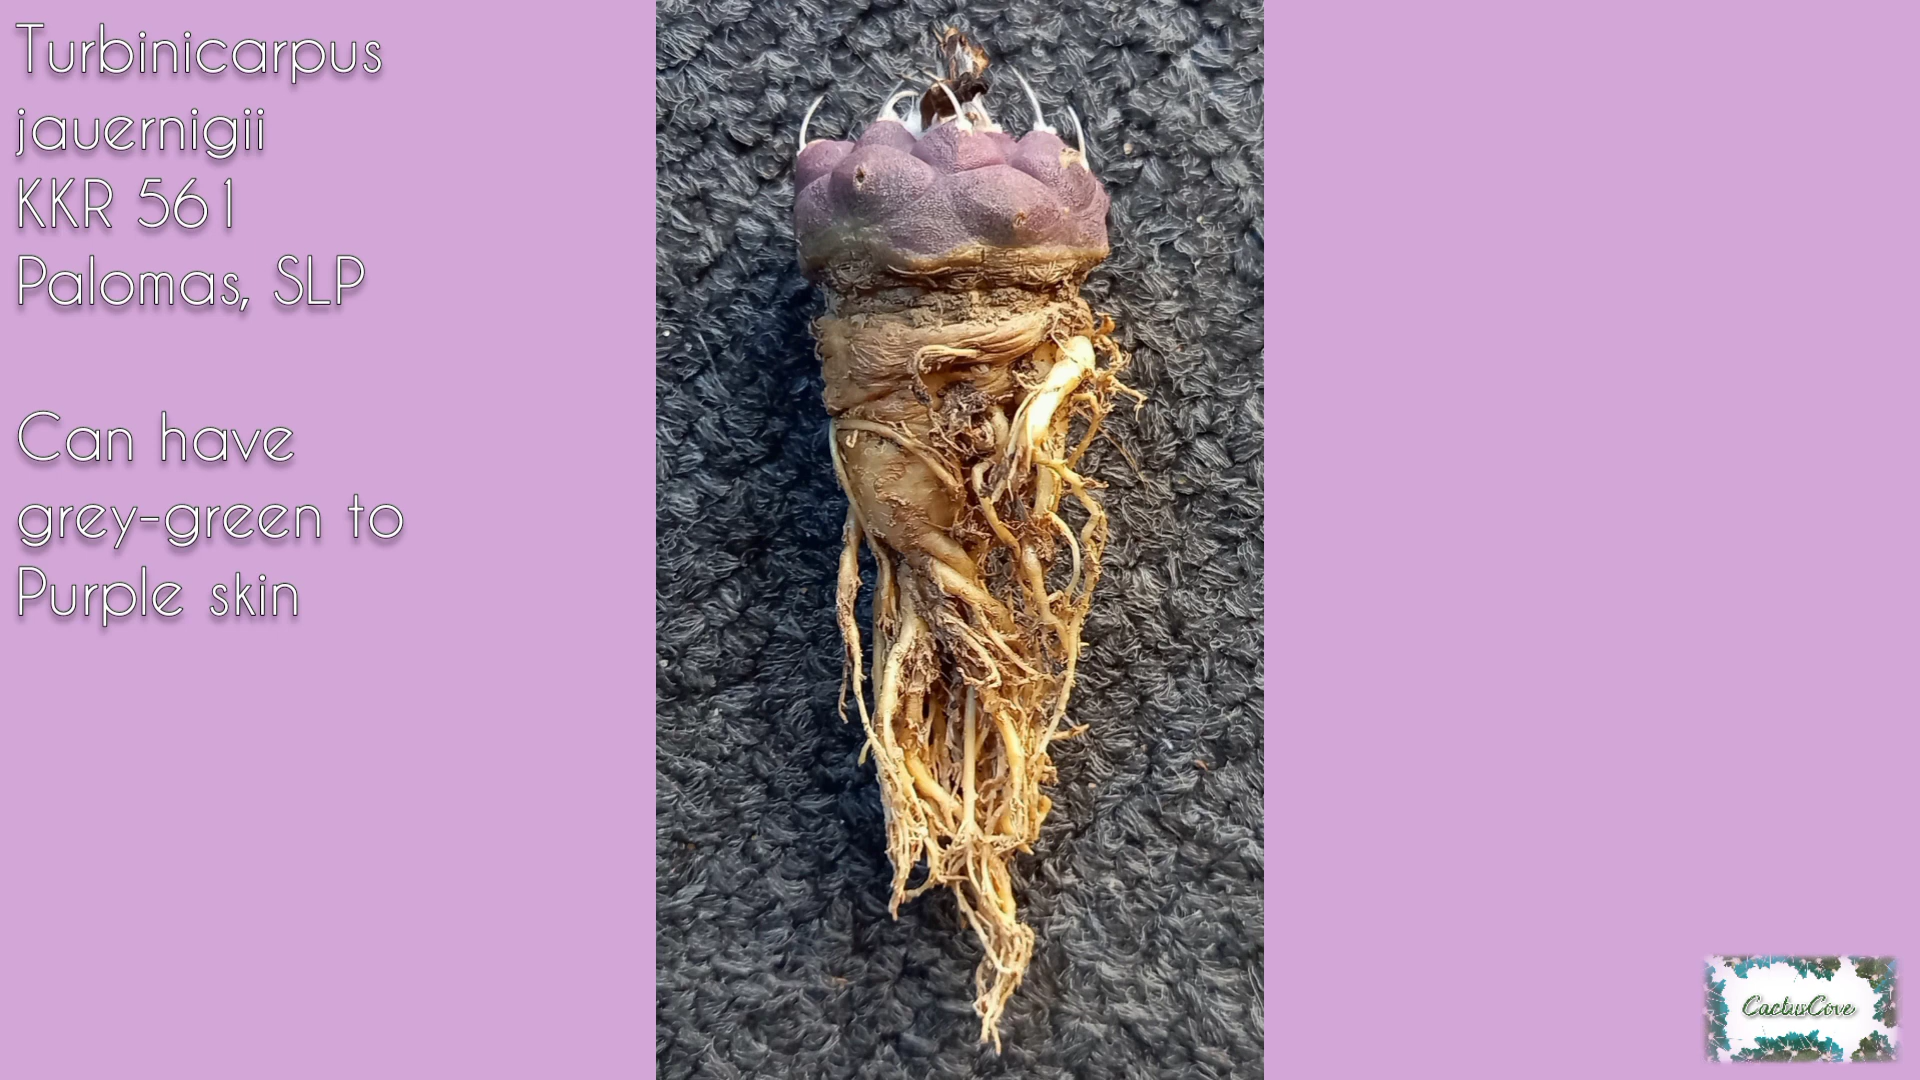 Turbinicarpus
jauernigii
KKR 561
Palomas, SLP
Can have
grey-green to
Purple skin
CactusCove